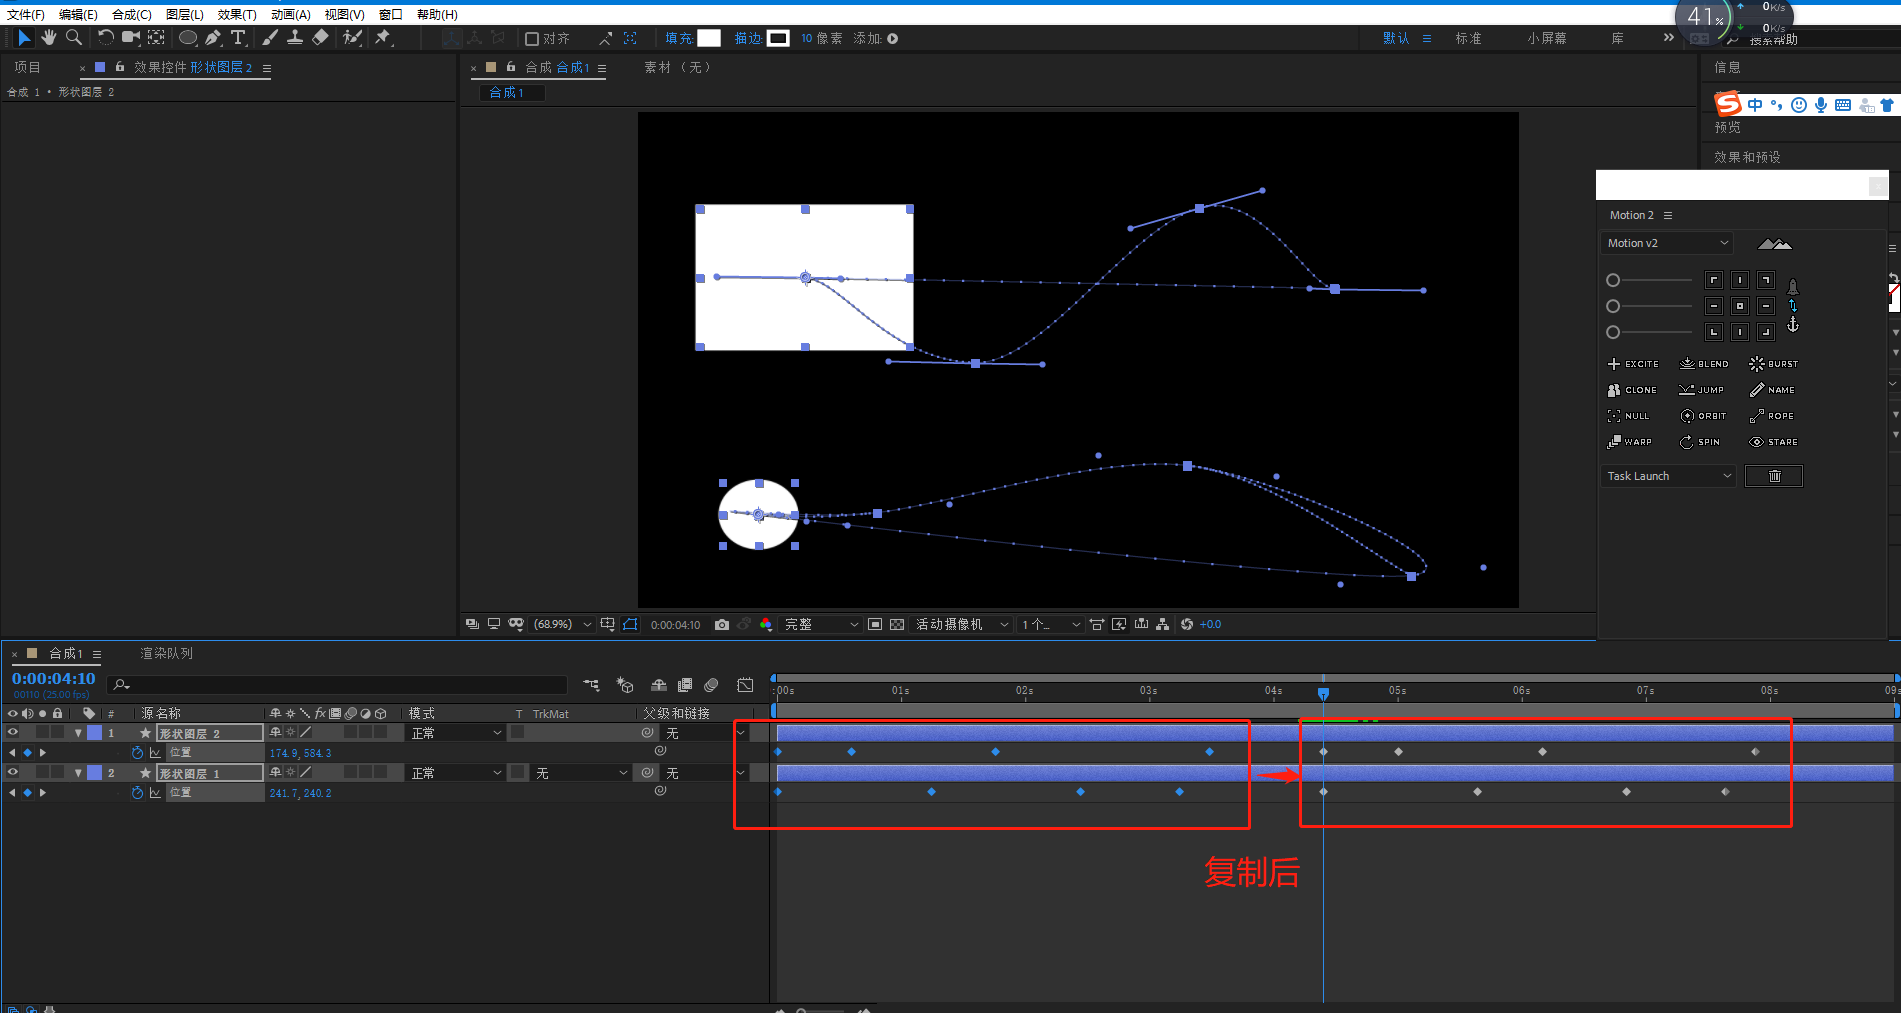 文件(F) 编辑(E) 合成(C) 图层(L) 效果(T) 动画(A) 视图(V) 窗口 帮助(H)
41% 0K/s
0K/s
对齐 填充: 描边: 10 像素 添加: 默认 标准 小屏幕 库 搜索帮助
项目 效果控件 形状图层 2 合成 合成1 素材 (无) 信息
合成 1 • 形状图层 2 合成1
中
预览
效果和预设
Motion 2
Motion v2
EXCITE BLEND BURST
CLONE JUMP NAME
NULL ORBIT ROPE
WARP SPIN STARE
Task Launch
(68.9%) 0:00:04:10 完整 活动摄像机 1个... +0.0
合成1 渲染队列
0:00:04:10
00110 (25.00 fps)
:00s 01s 02s 03s 04s 05s 06s 07s 08s 09s
# 源名称 fx 模式 T TrkMat 父级和链接
1 形状图层 2 正常 无
位置 174.9, 584.3
2 形状图层 1 正常 无 无
位置 241.7, 240.2
复制后